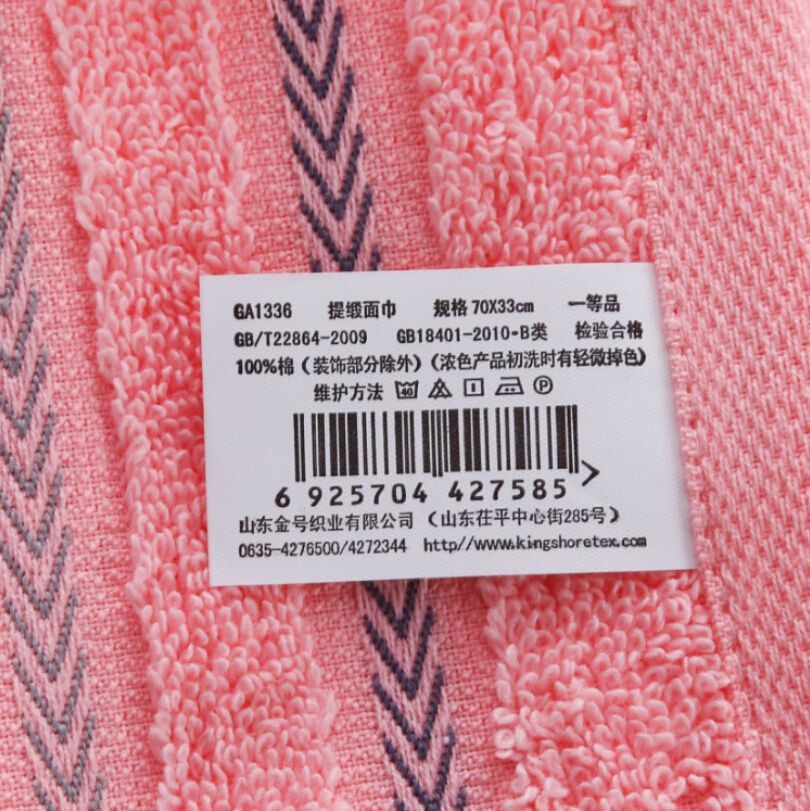 GA1336 提缎面巾 规格 70X33cm 一等品
GB/T22864-2009 GB18401-2010·B类 检验合格
100%棉（装饰部分除外）（浓色产品初洗时有轻微掉色）
维护方法 40 P
6 925704 427585 >
山东金号织业有限公司 （山东茌平中心街285号）
0635-4276500/4272344 http//www.kingshoretex.com